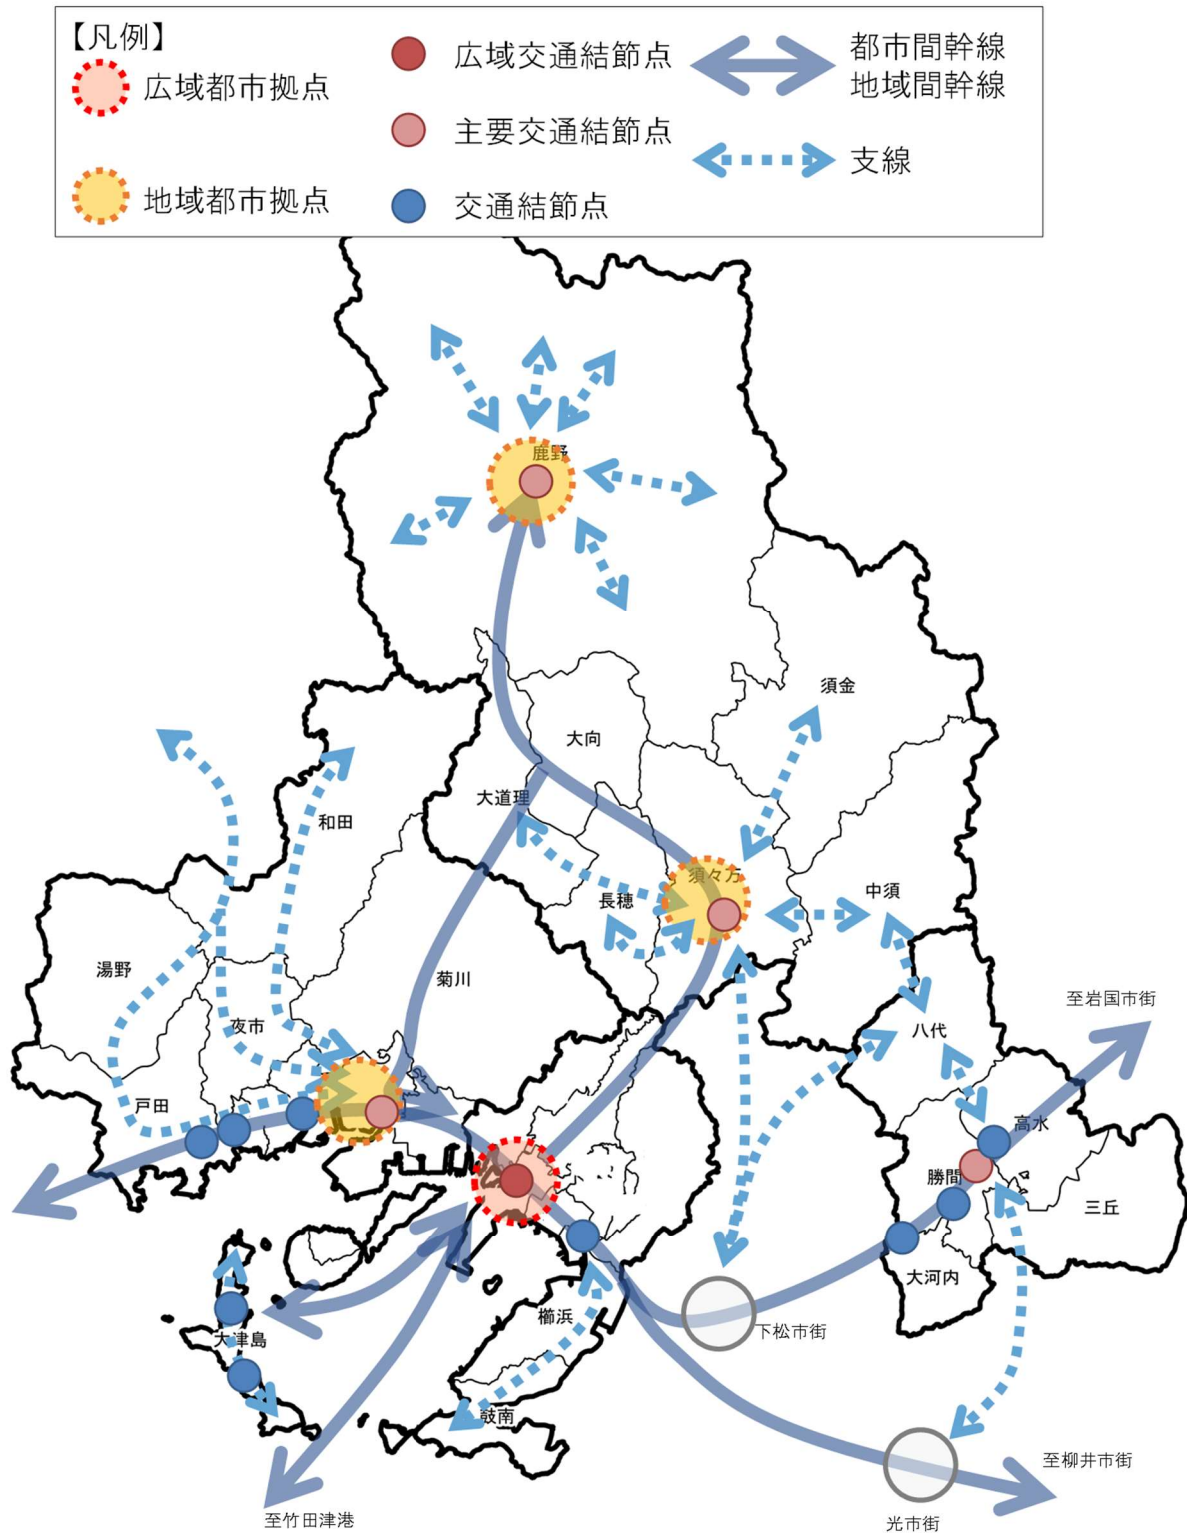 【凡例】
広域都市拠点
地域都市拠点
広域交通結節点
主要交通結節点
交通結節点
都市間幹線
地域間幹線
支線
鹿野
須金
大向
大道理
和田
須々万
中須
長穂
湯野
菊川
至岩国市街
夜市
八代
戸田
高水
勝間
三丘
大河内
櫛浜
下松市街
大津島
鼓南
至柳井市街
至竹田津港
光市街